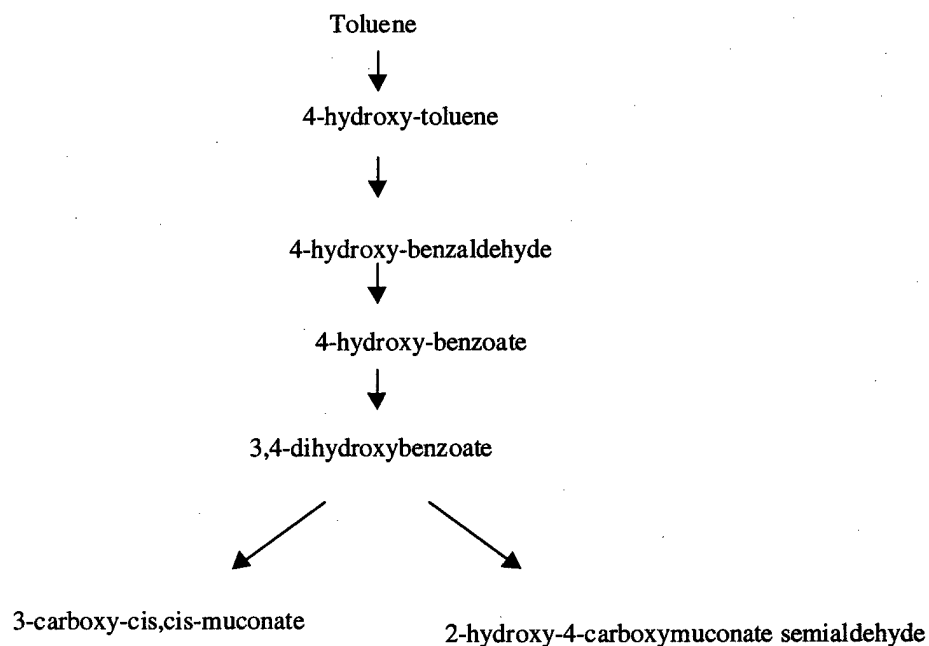 Toluene
4-hydroxy-toluene
4-hydroxy-benzaldehyde
4-hydroxy-benzoate
3,4-dihydroxybenzoate
3-carboxy-cis,cis-muconate
2-hydroxy-4-carboxymuconate semialdehyde